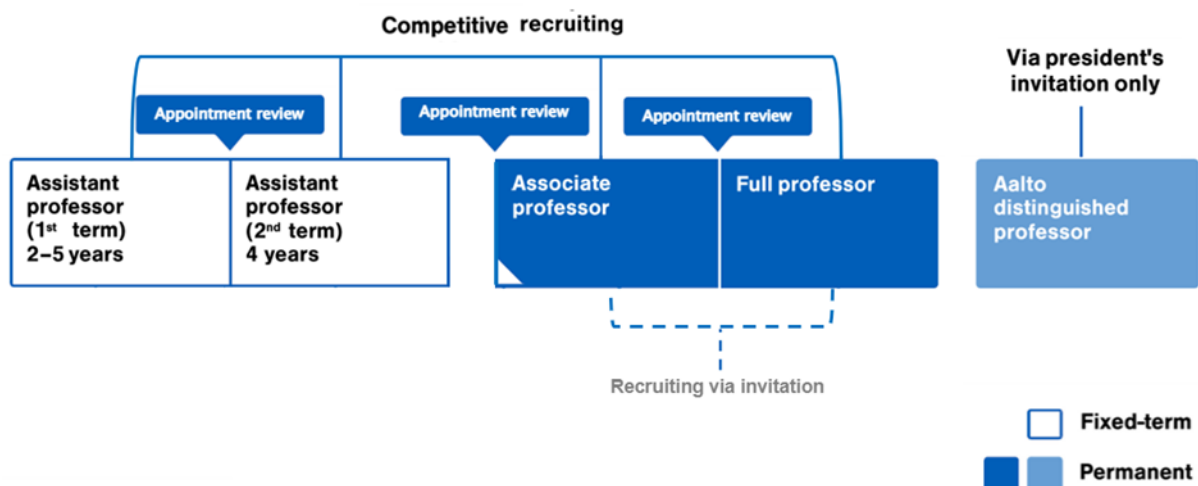 Competitive recruiting
Via president's
invitation only
Appointment review
Appointment review
Appointment review
Assistant
professor
(1st term)
2–5 years
Assistant
professor
(2nd term)
4 years
Associate
professor
Full professor
Aalto
distinguished
professor
Recruiting via invitation
Fixed-term
Permanent